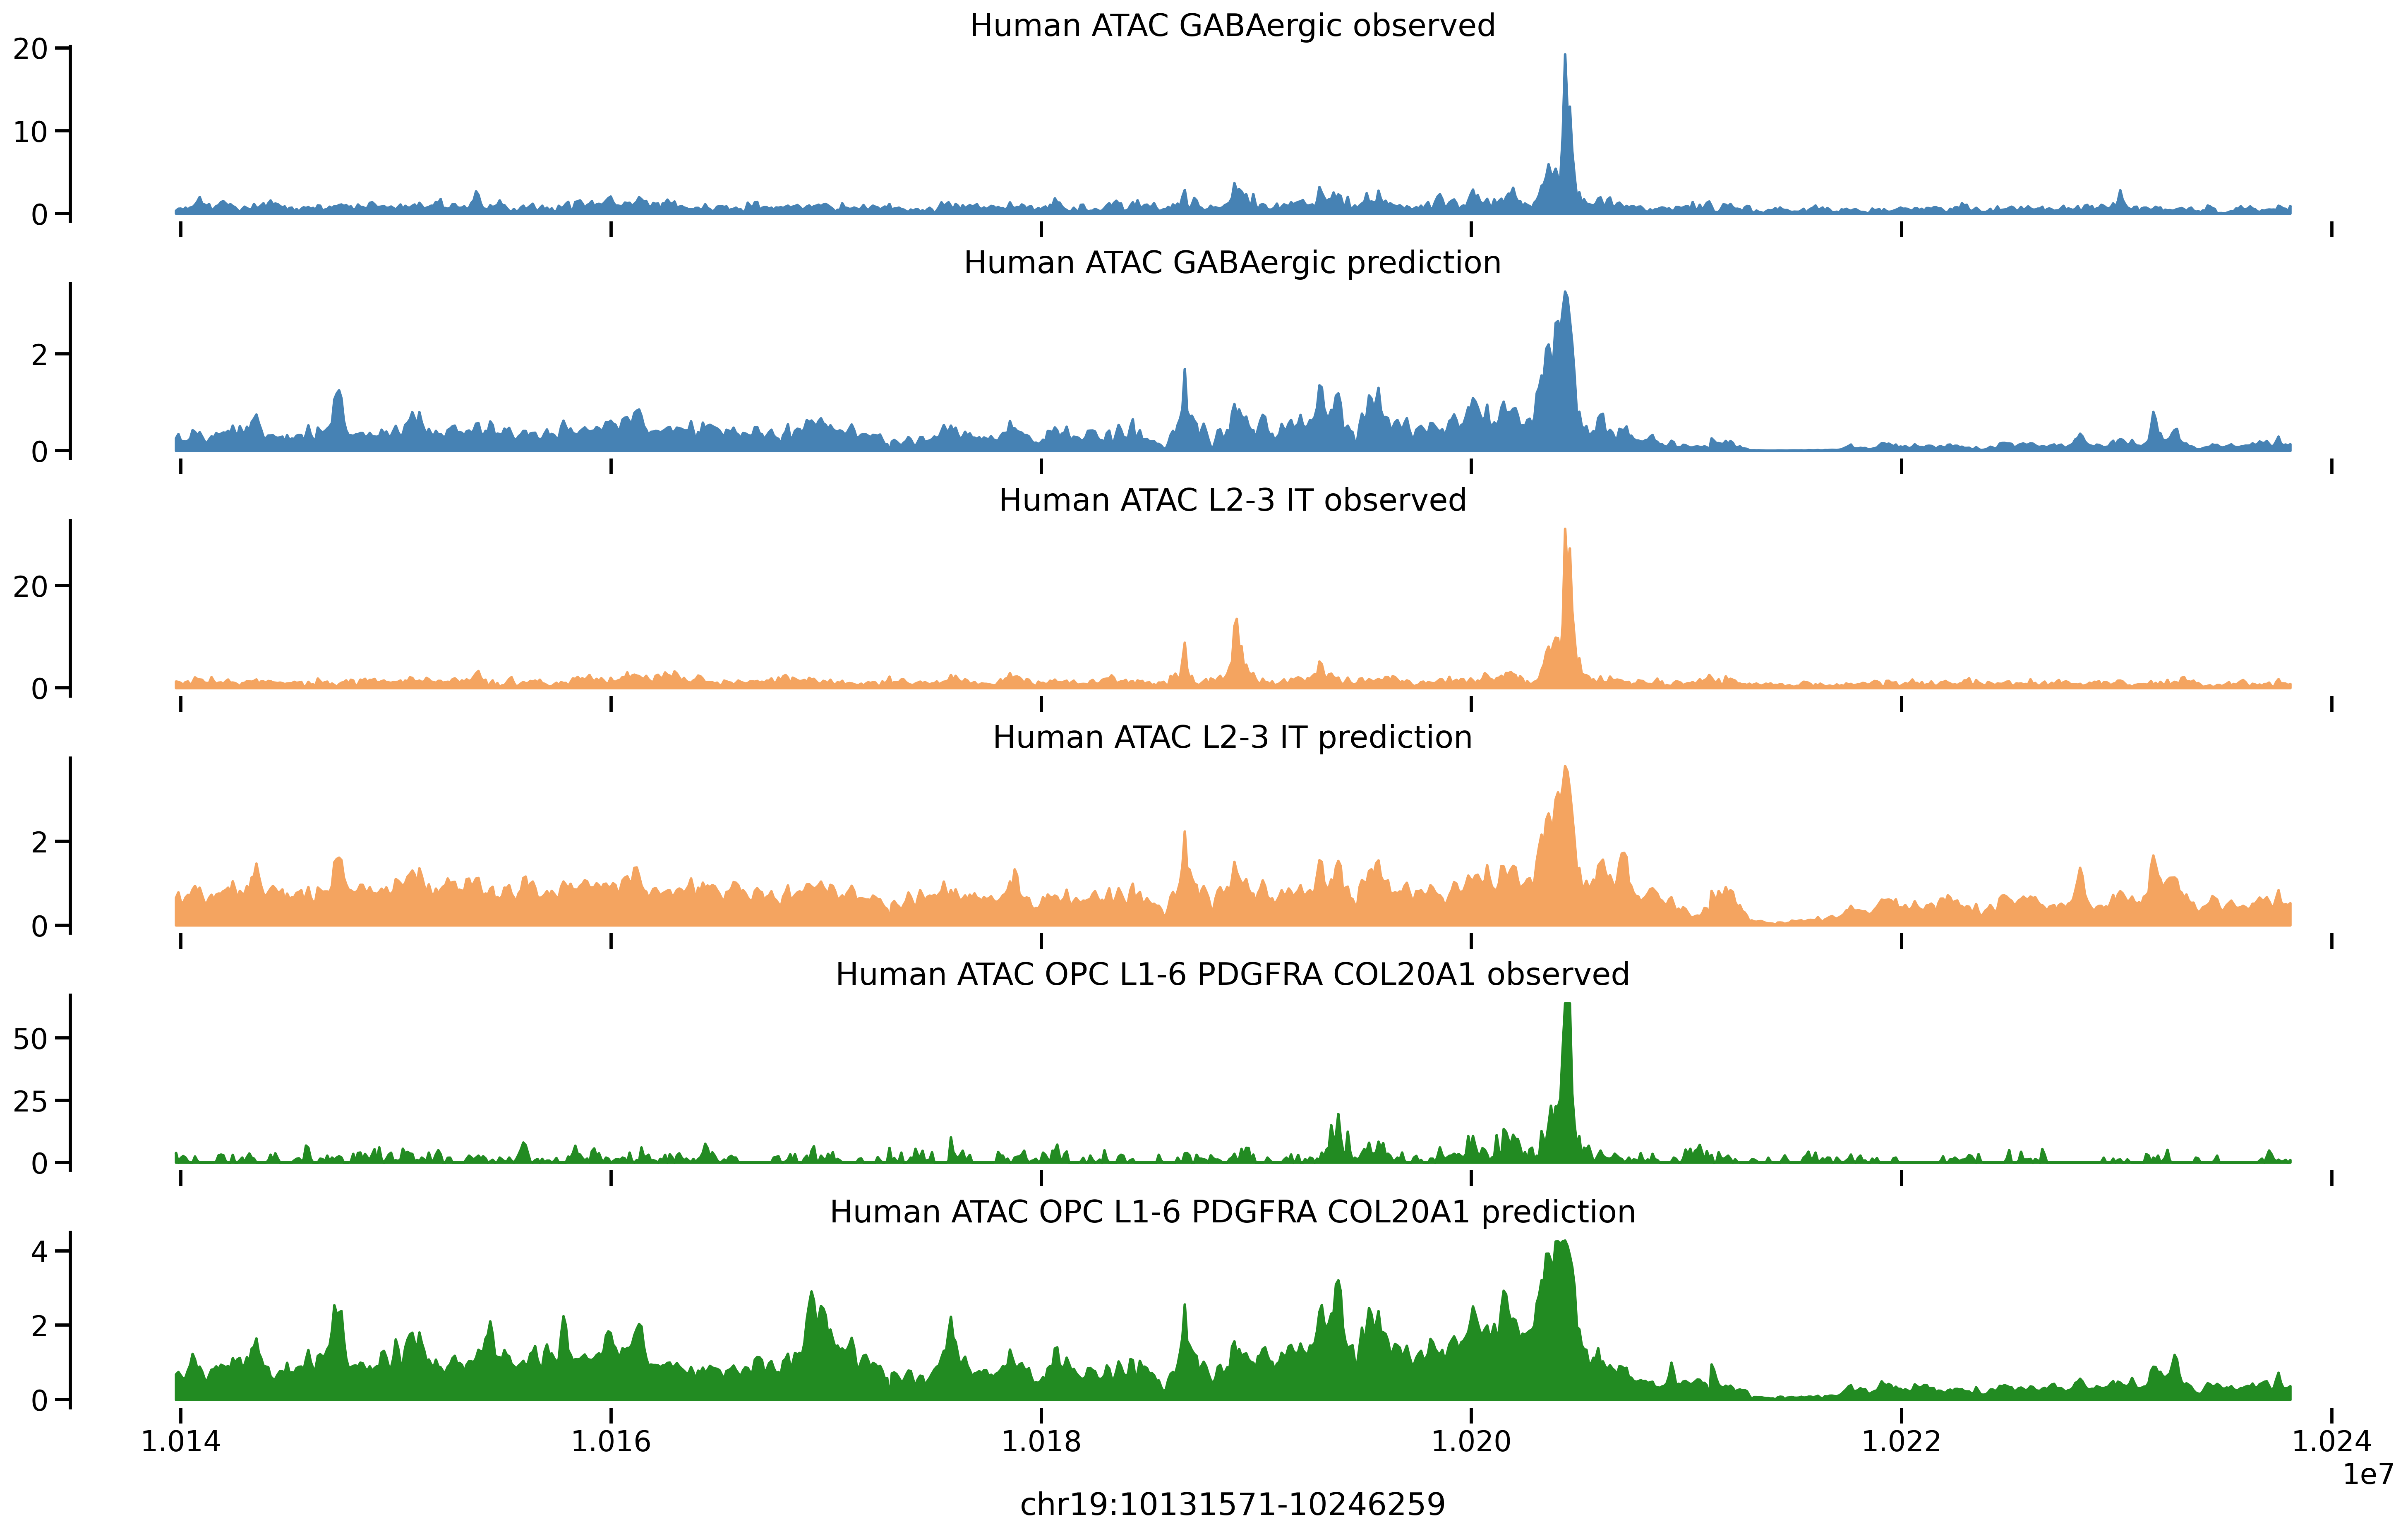 Human ATAC GABAergic observed
20
10
0
Human ATAC GABAergic prediction
2
0
Human ATAC L2-3 IT observed
20
0
Human ATAC L2-3 IT prediction
2
0
Human ATAC OPC L1-6 PDGFRA COL20A1 observed
50
25
0
Human ATAC OPC L1-6 PDGFRA COL20A1 prediction
4
2
0
1.014 1.016 1.018 1.020 1.022 1.024
1e7
chr19:10131571-10246259